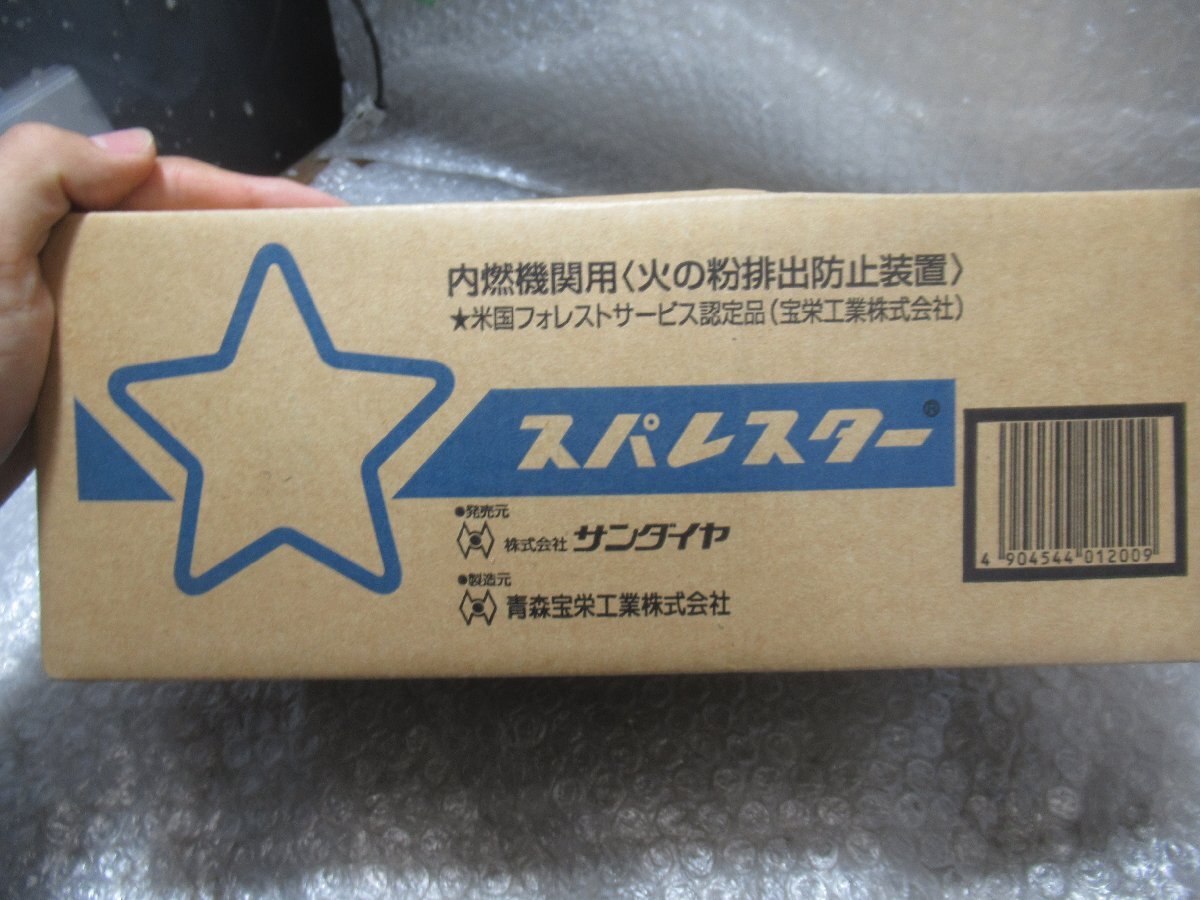 内燃機関用〈火の粉排出防止装置〉
★米国フォレストサービス認定品(宝栄工業株式会社)
スパレスター®
●発売元
株式会社 サンダイヤ
●製造元
青森宝栄工業株式会社
4 904544 012009